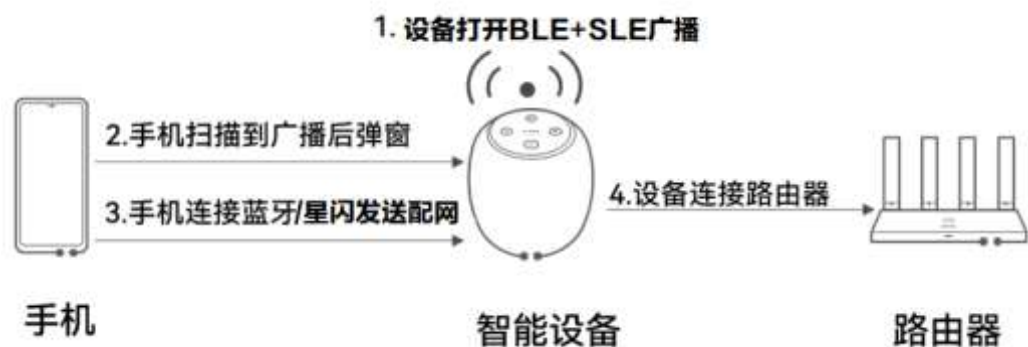 1. 设备打开BLE+SLE广播
2.手机扫描到广播后弹窗
3.手机连接蓝牙/星闪发送配网
4.设备连接路由器
手机
智能设备
路由器